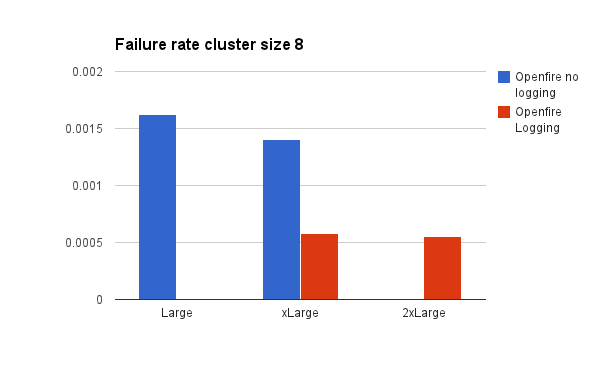 Failure rate cluster size 8
0.002
0.0015
0.001
0.0005
0
Large
xLarge
2xLarge
Openfire no
logging
Openfire
Logging